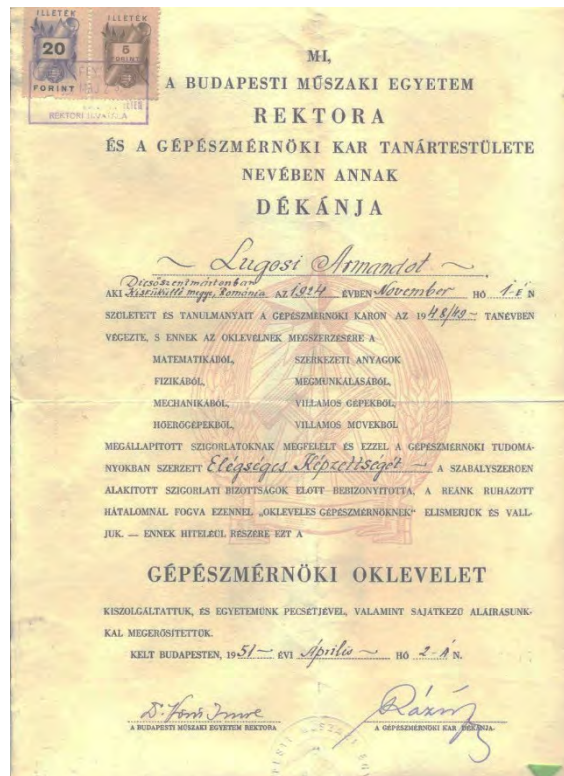 ILLETÉK ILLETÉK
20 5
FORINT FORINT
REKTORI HIVATALA
MI,
A BUDAPESTI MŰSZAKI EGYETEM
REKTORA
ÉS A GÉPÉSZMÉRNÖKI KAR TANÁRTESTÜLETE
NEVÉBEN ANNAK
DÉKÁNJA
~ Lugosi Armandot ~
Dicsőszentmártonban
AKI Kisküküllő megye, Románia AZ 1924 ÉVBEN November HÓ 1-É N
SZÜLETETT ÉS TANULMÁNYAIT A GÉPÉSZMÉRNÖKI KARON AZ 1948/49 ~ TANÉVBEN
VÉGEZTE, S ENNEK AZ OKLEVÉLNEK MEGSZERZÉSÉRE A
MATEMATIKÁBÓL, SZERKEZETI ANYAGOK
FIZIKÁBÓL, MEGMUNKÁLÁSÁBÓL,
MECHANIKÁBÓL, VILLAMOS GÉPEKBŐL,
HŐERŐGÉPEKBŐL, VILLAMOS MŰVEKBŐL
MEGÁLLAPÍTOTT SZIGORLATOKNAK MEGFELELT ÉS EZZEL A GÉPÉSZMÉRNÖKI TUDOMÁ-
NYOKBAN SZERZETT Elégséges Képzettségét ~ A SZABÁLYSZERŰEN
ALAKÍTOTT SZIGORLATI BIZOTTSÁGOK ELŐTT BEBIZONYÍTOTTA, A REÁNK RUHÁZOTT
HATALOMNÁL FOGVA EZENNEL „OKLEVELES GÉPÉSZMÉRNÖKNEK” ELISMERJÜK ÉS VALL-
JUK. — ENNEK HITELÉÜL RÉSZÉRE EZT A
GÉPÉSZMÉRNÖKI OKLEVELET
KISZOLGÁLTATTUK, ÉS EGYETEMÜNK PECSÉTJÉVEL, VALAMINT SAJÁTKEZŰ ALÁÍRÁSUNK-
KAL MEGERŐSÍTETTÜK.
KELT BUDAPESTEN, 1951 ~ ÉVI Április ~ HÓ 2-Á N.
A BUDAPESTI MŰSZAKI EGYETEM REKTORA A GÉPÉSZMÉRNÖKI KAR DÉKÁNJA.